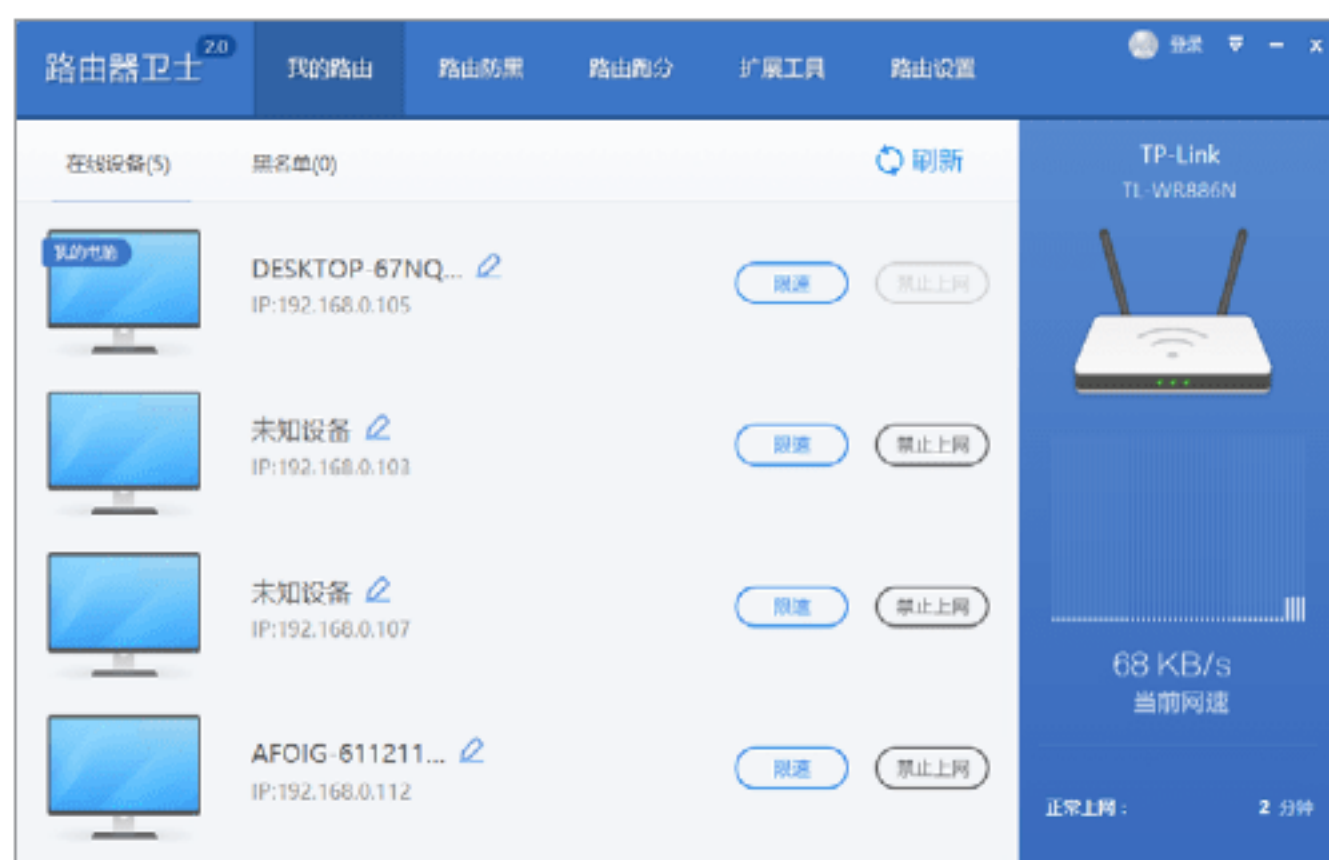 路由器卫士 2.0 我的路由 路由防黑 路由跑分 扩展工具 路由设置 登录
在线设备(5) 黑名单(0) 刷新
TP-Link
TL-WR886N
我的电脑
DESKTOP-67NQ...
IP:192.168.0.105
限速 禁止上网
未知设备
IP:192.168.0.103
限速 禁止上网
未知设备
IP:192.168.0.107
限速 禁止上网
AFOIG-611211...
IP:192.168.0.112
限速 禁止上网
68 KB/s
当前网速
正常上网： 2 分钟